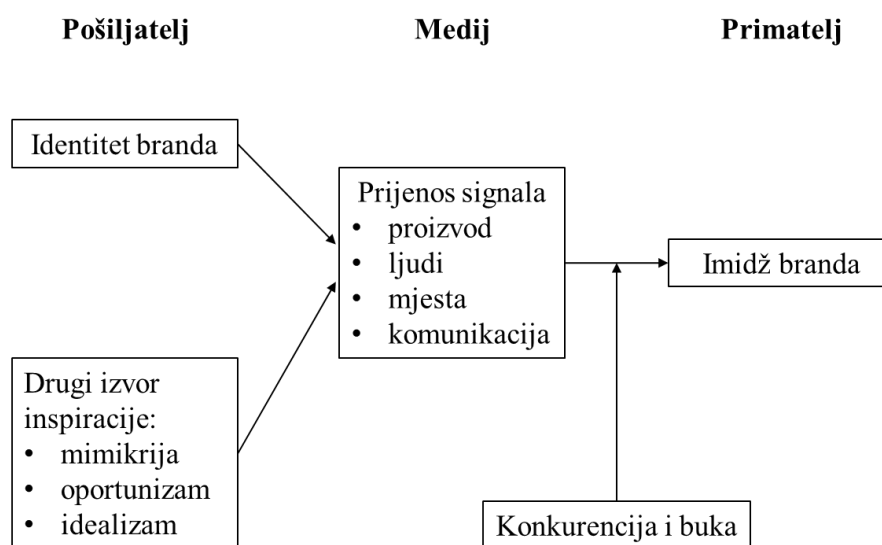 Pošiljatelj
Medij
Primatelj
Identitet branda
Prijenos signala
• proizvod
• ljudi
• mjesta
• komunikacija
Imidž branda
Drugi izvor
inspiracije:
• mimikrija
• oportunizam
• idealizam
Konkurencija i buka